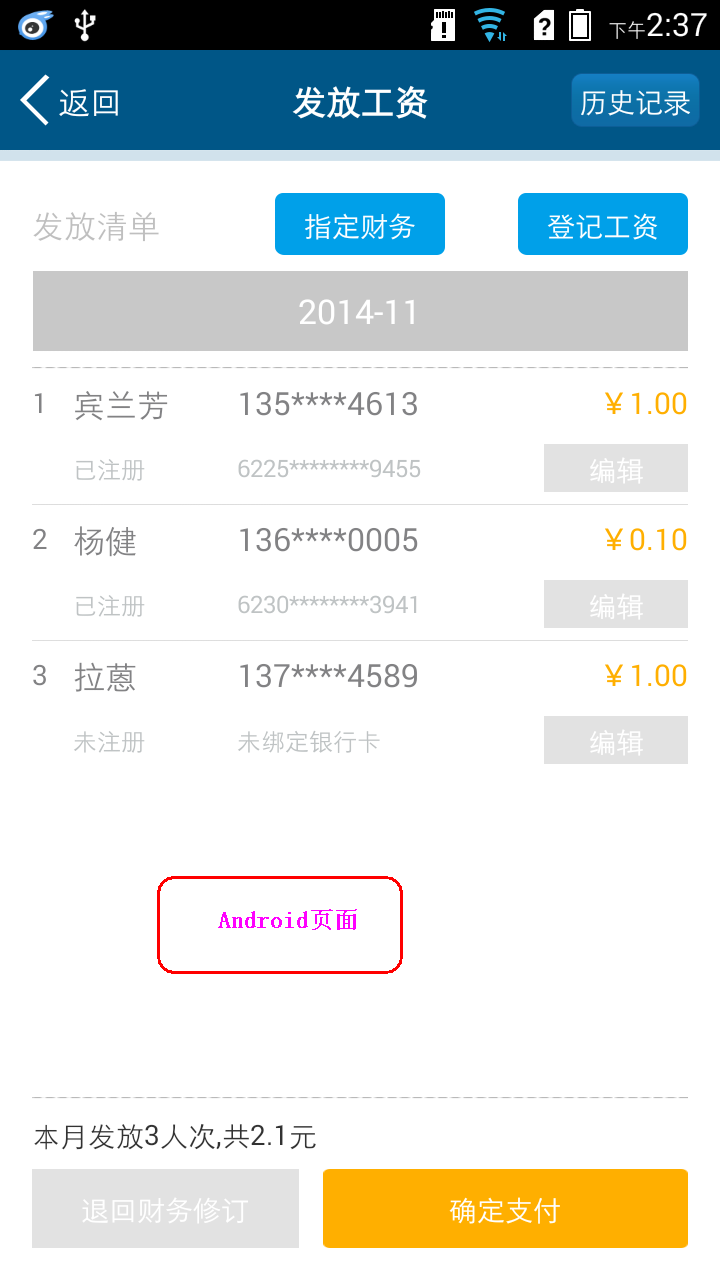 下午2:37
返回 发放工资 历史记录
发放清单 指定财务 登记工资
2014-11
1 宾兰芳 135****4613 ￥1.00
已注册 6225********9455 编辑
2 杨健 136****0005 ￥0.10
已注册 6230********3941 编辑
3 拉蒽 137****4589 ￥1.00
未注册 未绑定银行卡 编辑
Android页面
本月发放3人次,共2.1元
退回财务修订 确定支付